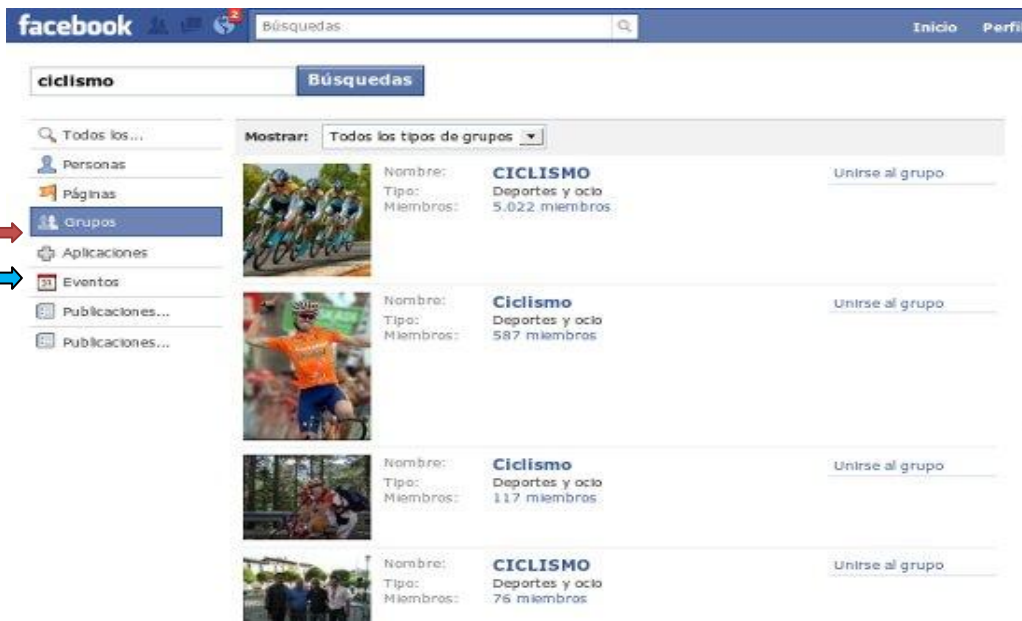 facebook 2 Búsquedas Inicio Perfil
ciclismo Búsquedas
Todos los...
Personas
Páginas
Grupos
Aplicaciones
31 Eventos
Publicaciones...
Publicaciones...
Mostrar: Todos los tipos de grupos
Nombre: CICLISMO Unirse al grupo
Tipo: Deportes y ocio
Miembros: 5.022 miembros
Nombre: Ciclismo Unirse al grupo
Tipo: Deportes y ocio
Miembros: 587 miembros
Nombre: Ciclismo Unirse al grupo
Tipo: Deportes y ocio
Miembros: 117 miembros
Nombre: CICLISMO Unirse al grupo
Tipo: Deportes y ocio
Miembros: 76 miembros